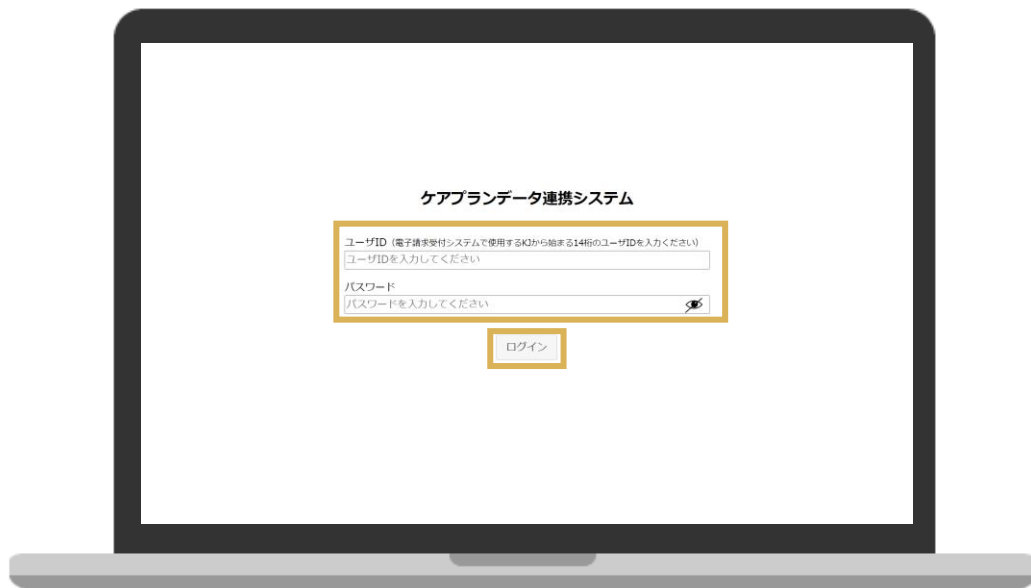 ケアプランデータ連携システム
ユーザID（電子請求受付システムで使用するKJから始まる14桁のユーザIDを入力ください）
ユーザIDを入力してください
パスワード
パスワードを入力してください
ログイン